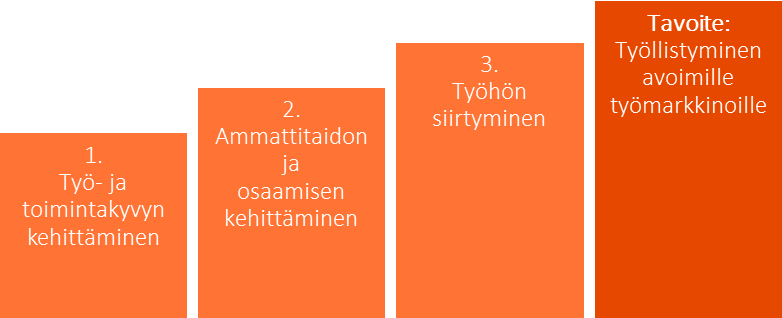 1.
Työ- ja
toimintakyvyn
kehittäminen
2.
Ammattitaidon
ja
osaamisen
kehittäminen
3.
Työhön
siirtyminen
Tavoite:
Työllistyminen
avoimille
työmarkkinoille